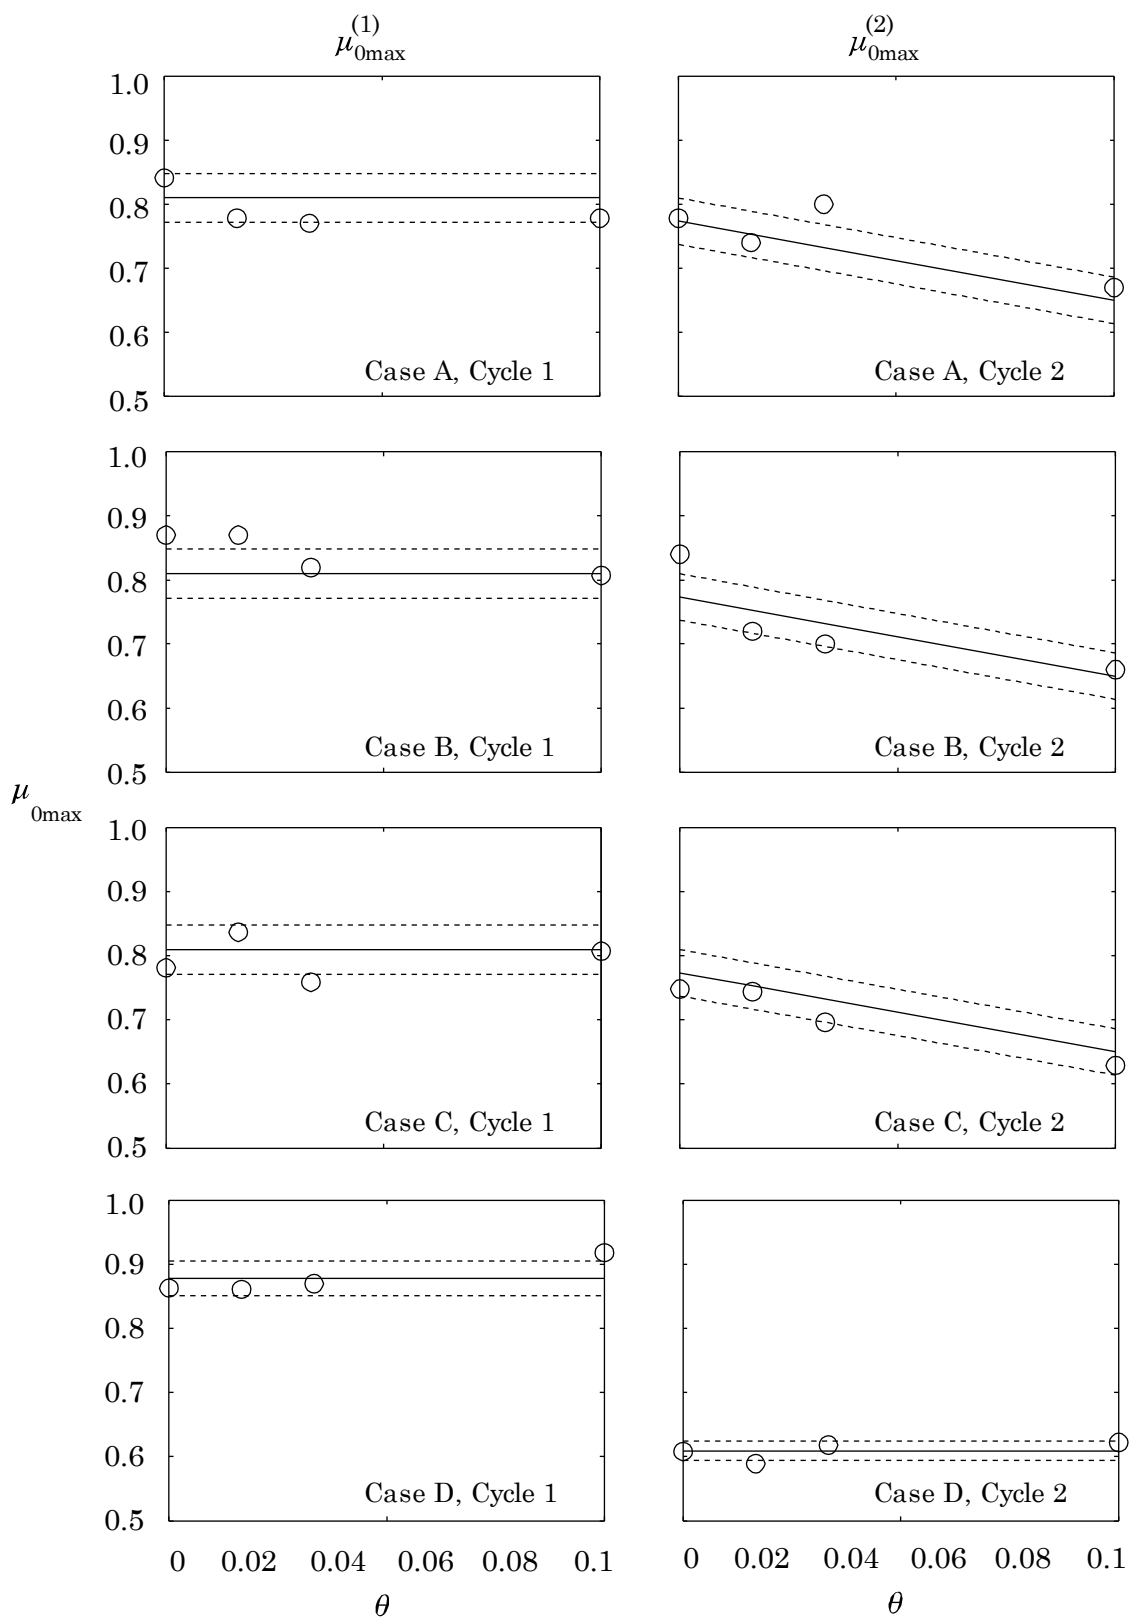 μ0max(1) μ0max(2)
1.0
0.9
0.8
0.7
0.6
0.5
Case A, Cycle 1
Case A, Cycle 2
1.0
0.9
0.8
0.7
0.6
0.5
Case B, Cycle 1
Case B, Cycle 2
μ0max
1.0
0.9
0.8
0.7
0.6
0.5
Case C, Cycle 1
Case C, Cycle 2
1.0
0.9
0.8
0.7
0.6
0.5
Case D, Cycle 1
Case D, Cycle 2
0 0.02 0.04 0.06 0.08 0.1
0 0.02 0.04 0.06 0.08 0.1
θ θ